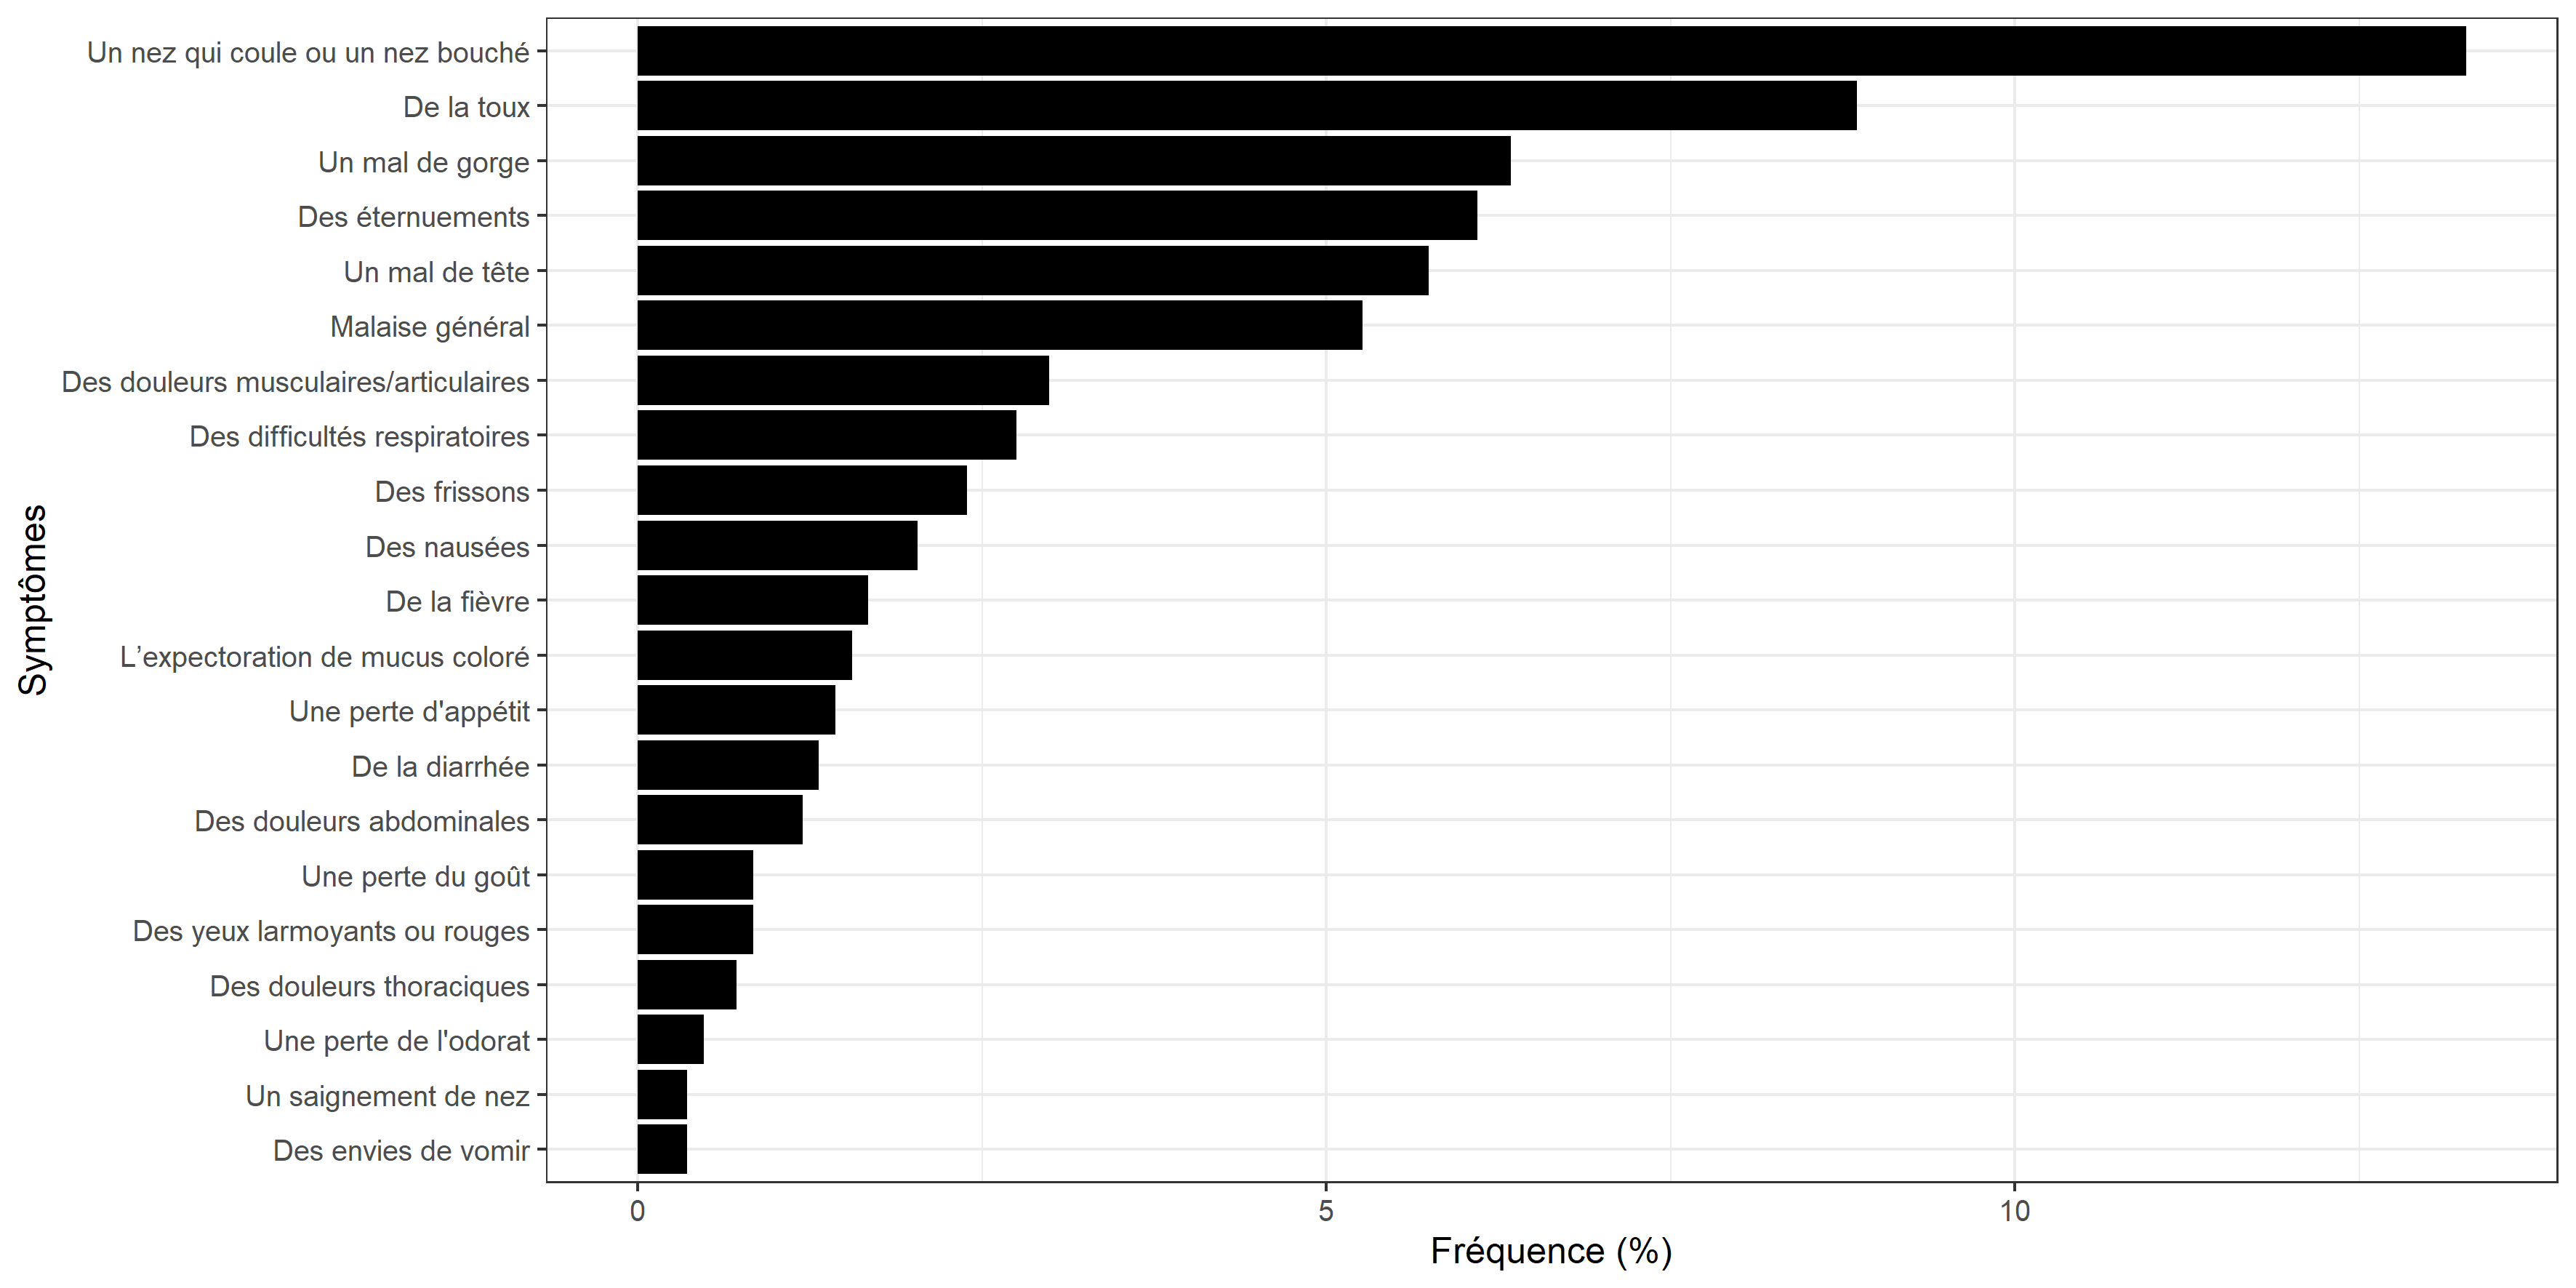 Symptômes
Un nez qui coule ou un nez bouché
De la toux
Un mal de gorge
Des éternuements
Un mal de tête
Malaise général
Des douleurs musculaires/articulaires
Des difficultés respiratoires
Des frissons
Des nausées
De la fièvre
L’expectoration de mucus coloré
Une perte d'appétit
De la diarrhée
Des douleurs abdominales
Une perte du goût
Des yeux larmoyants ou rouges
Des douleurs thoraciques
Une perte de l'odorat
Un saignement de nez
Des envies de vomir
0 5 10
Fréquence (%)